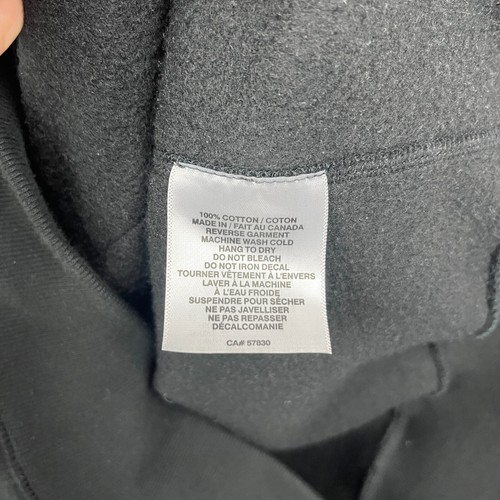 100% COTTON / COTON
MADE IN / FAIT AU CANADA
REVERSE GARMENT
MACHINE WASH COLD
HANG TO DRY
DO NOT BLEACH
DO NOT IRON DECAL
TOURNER VÊTEMENT À L'ENVERS
LAVER À LA MACHINE
À L'EAU FROIDE
SUSPENDRE POUR SÉCHER
NE PAS JAVELLISER
NE PAS REPASSER
DÉCALCOMANIE
CA# 57830